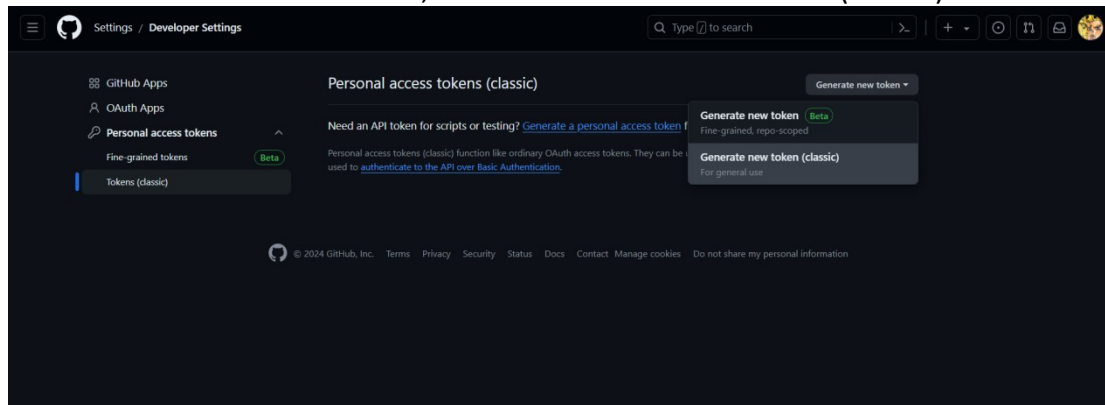 Settings / Developer Settings
Type / to search
GitHub Apps
OAuth Apps
Personal access tokens
Fine-grained tokens Beta
Tokens (classic)
Personal access tokens (classic)
Generate new token
Need an API token for scripts or testing? Generate a personal access token f
Personal access tokens (classic) function like ordinary OAuth access tokens. They can be
used to authenticate to the API over Basic Authentication.
Generate new token Beta
Fine-grained, repo-scoped
Generate new token (classic)
For general use
© 2024 GitHub, Inc. Terms Privacy Security Status Docs Contact Manage cookies Do not share my personal information